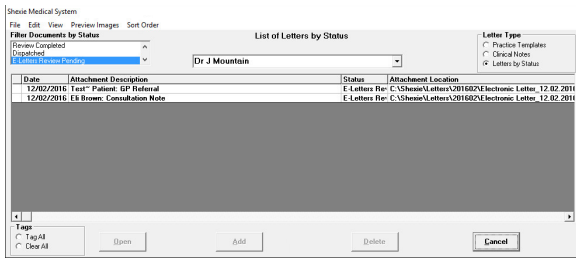 Shexie Medical System
File Edit View Preview Images Sort Order
Filter Documents by Status
Review Completed
Dispatched
E-Letters Review Pending
List of Letters by Status
Dr J Mountain
Letter Type
Practice Templates
Clinical Notes
Letters by Status
Date Attachment Description Status Attachment Location
12/02/2016 Test~ Patient: GP Referral E-Letters Re C:\Shexie\Letters\201602\Electronic Letter_12.02.2016
12/02/2016 Eli Brown: Consultation Note E-Letters Re C:\Shexie\Letters\201602\Electronic Letter_12.02.2016
Tags
Tag All
Clear All
Open Add Delete Cancel